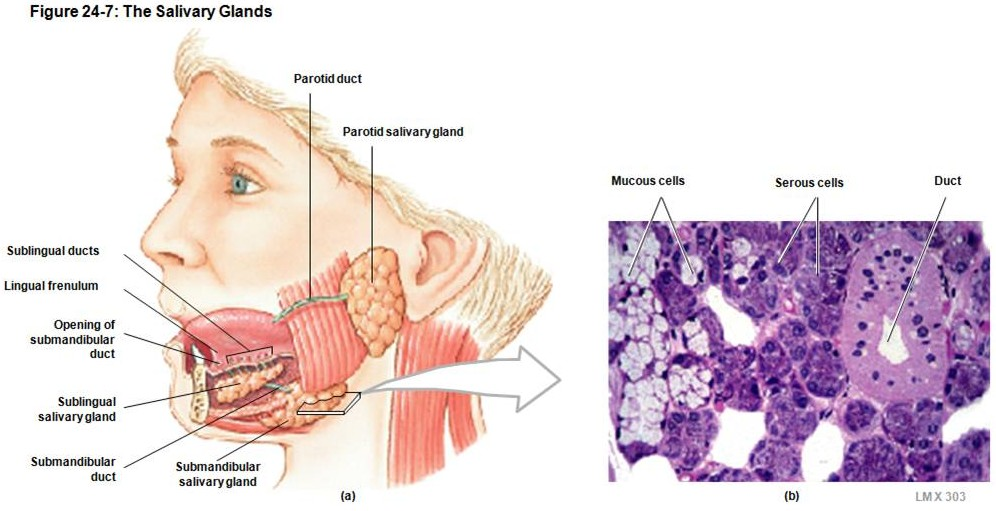 Figure 24-7: The Salivary Glands
Parotid duct
Parotid salivary gland
Sublingual ducts
Lingual frenulum
Opening of
submandibular
duct
Sublingual
salivary gland
Submandibular
duct
Submandibular
salivary gland
(a)
Mucous cells
Serous cells
Duct
(b)
LM X 303